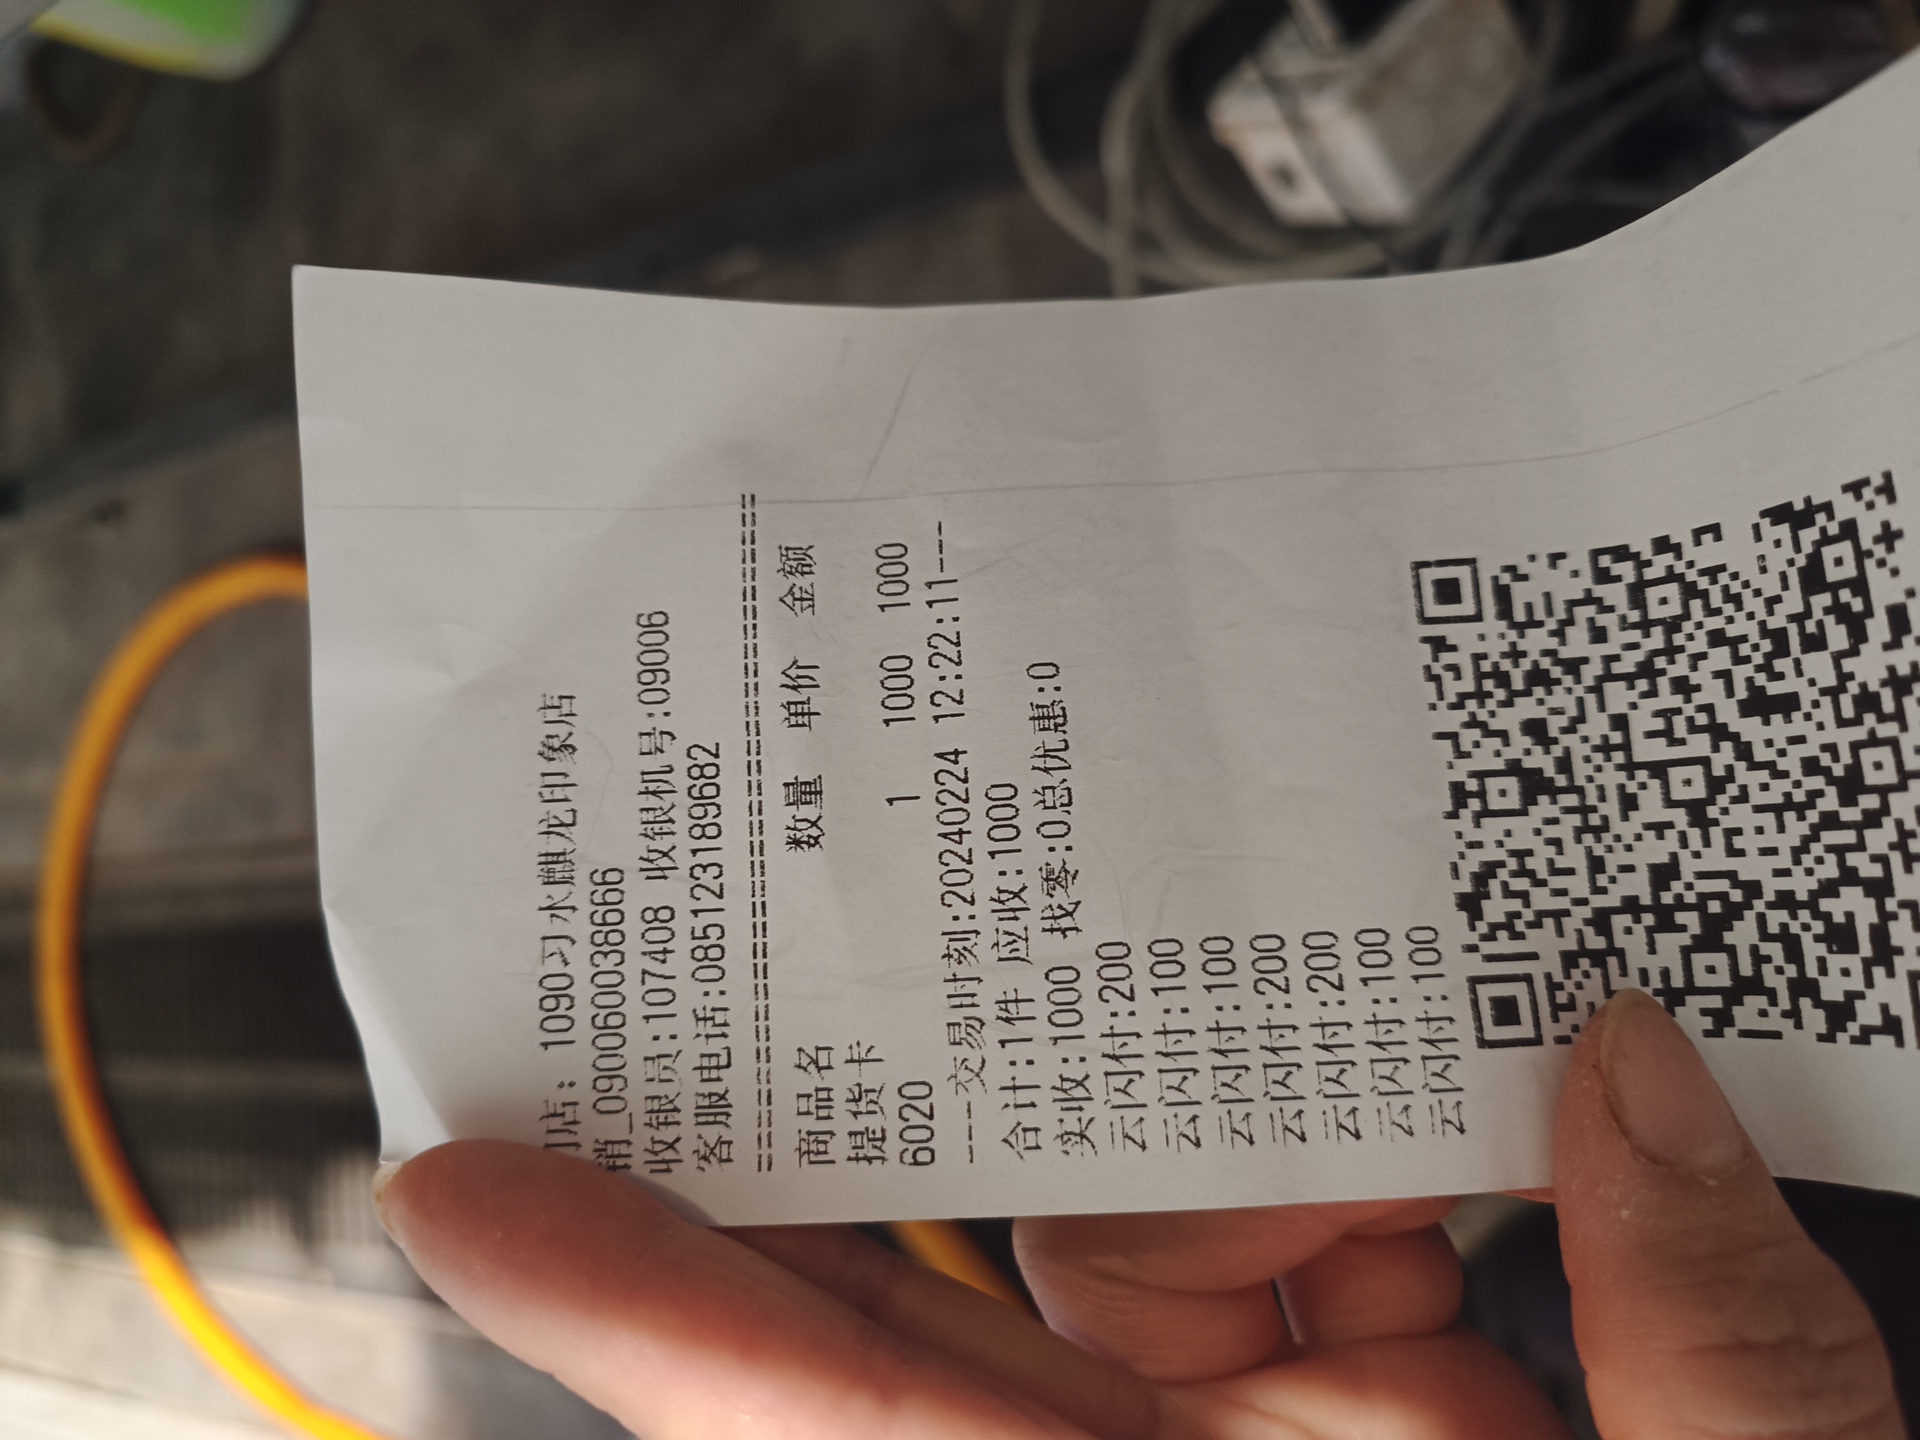 门店：1090习水麒龙印象店
销_0900600038666
收银员:107408 收银机号:09006
客服电话:085123189682
========================================
商品名 数量 单价 金额
提货卡
6020 1 1000 1000
---交易时刻:20240224 12:22:11---
合计:1件 应收:1000
实收:1000 找零:0总优惠:0
云闪付:200
云闪付:100
云闪付:100
云闪付:200
云闪付:200
云闪付:100
云闪付:100